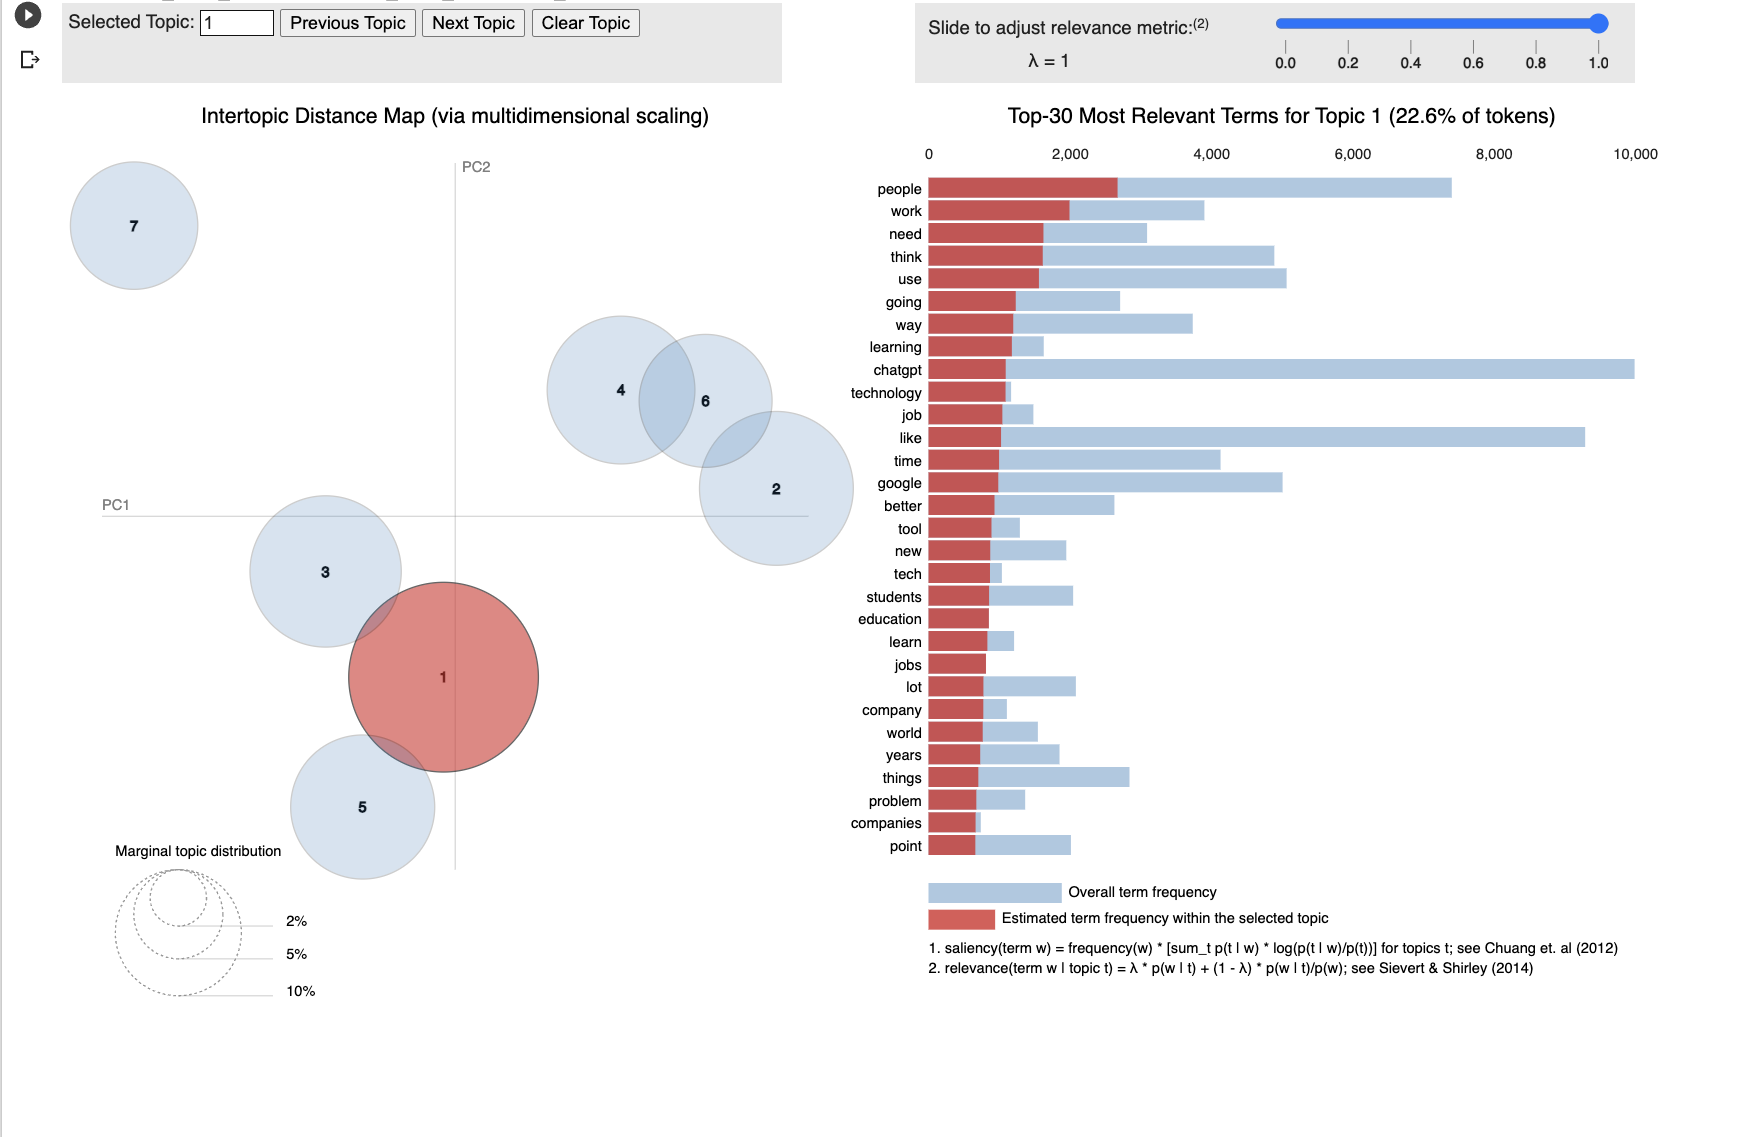 Selected Topic: 1 Previous Topic Next Topic Clear Topic
Slide to adjust relevance metric:(2)
λ = 1
0.0 0.2 0.4 0.6 0.8 1.0
Intertopic Distance Map (via multidimensional scaling)
PC2
PC1
7
4
6
2
3
1
5
Marginal topic distribution
2%
5%
10%
Top-30 Most Relevant Terms for Topic 1 (22.6% of tokens)
0 2,000 4,000 6,000 8,000 10,000
people
work
need
think
use
going
way
learning
chatgpt
technology
job
like
time
google
better
tool
new
tech
students
education
learn
jobs
lot
company
world
years
things
problem
companies
point
Overall term frequency
Estimated term frequency within the selected topic
1. saliency(term w) = frequency(w) * [sum_t p(t | w) * log(p(t | w)/p(t))] for topics t; see Chuang et. al (2012)
2. relevance(term w | topic t) = λ * p(w | t) + (1 - λ) * p(w | t)/p(w); see Sievert & Shirley (2014)